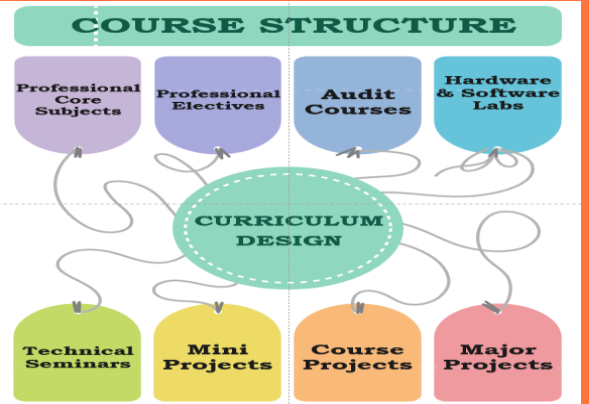 COURSE STRUCTURE
Professional
Core
Subjects
Professional
Electives
Audit
Courses
Hardware
& Software
Labs
CURRICULUM
DESIGN
Technical
Seminars
Mini
Projects
Course
Projects
Major
Projects